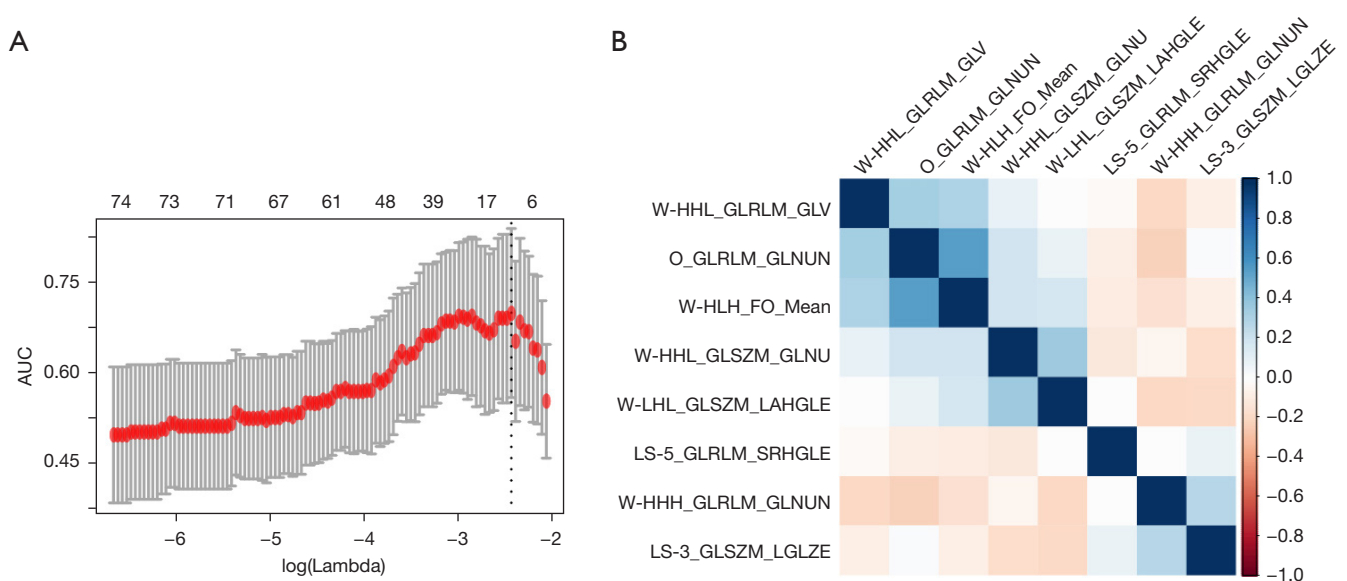 A
74 73 71 67 61 48 39 17 6
0.75
0.60
0.45
AUC
−6 −5 −4 −3 −2
log(Lambda)
B
W-HHL_GLRLM_GLV
O_GLRLM_GLNUN
W-HLH_FO_Mean
W-HHL_GLSZM_GLNU
W-LHL_GLSZM_LAHGLE
LS-5_GLRLM_SRHGLE
W-HHH_GLRLM_GLNUN
LS-3_GLSZM_LGLZE
W-HHL_GLRLM_GLV
O_GLRLM_GLNUN
W-HLH_FO_Mean
W-HHL_GLSZM_GLNU
W-LHL_GLSZM_LAHGLE
LS-5_GLRLM_SRHGLE
W-HHH_GLRLM_GLNUN
LS-3_GLSZM_LGLZE
1.0
0.8
0.6
0.4
0.2
0.0
−0.2
−0.4
−0.6
−0.8
−1.0